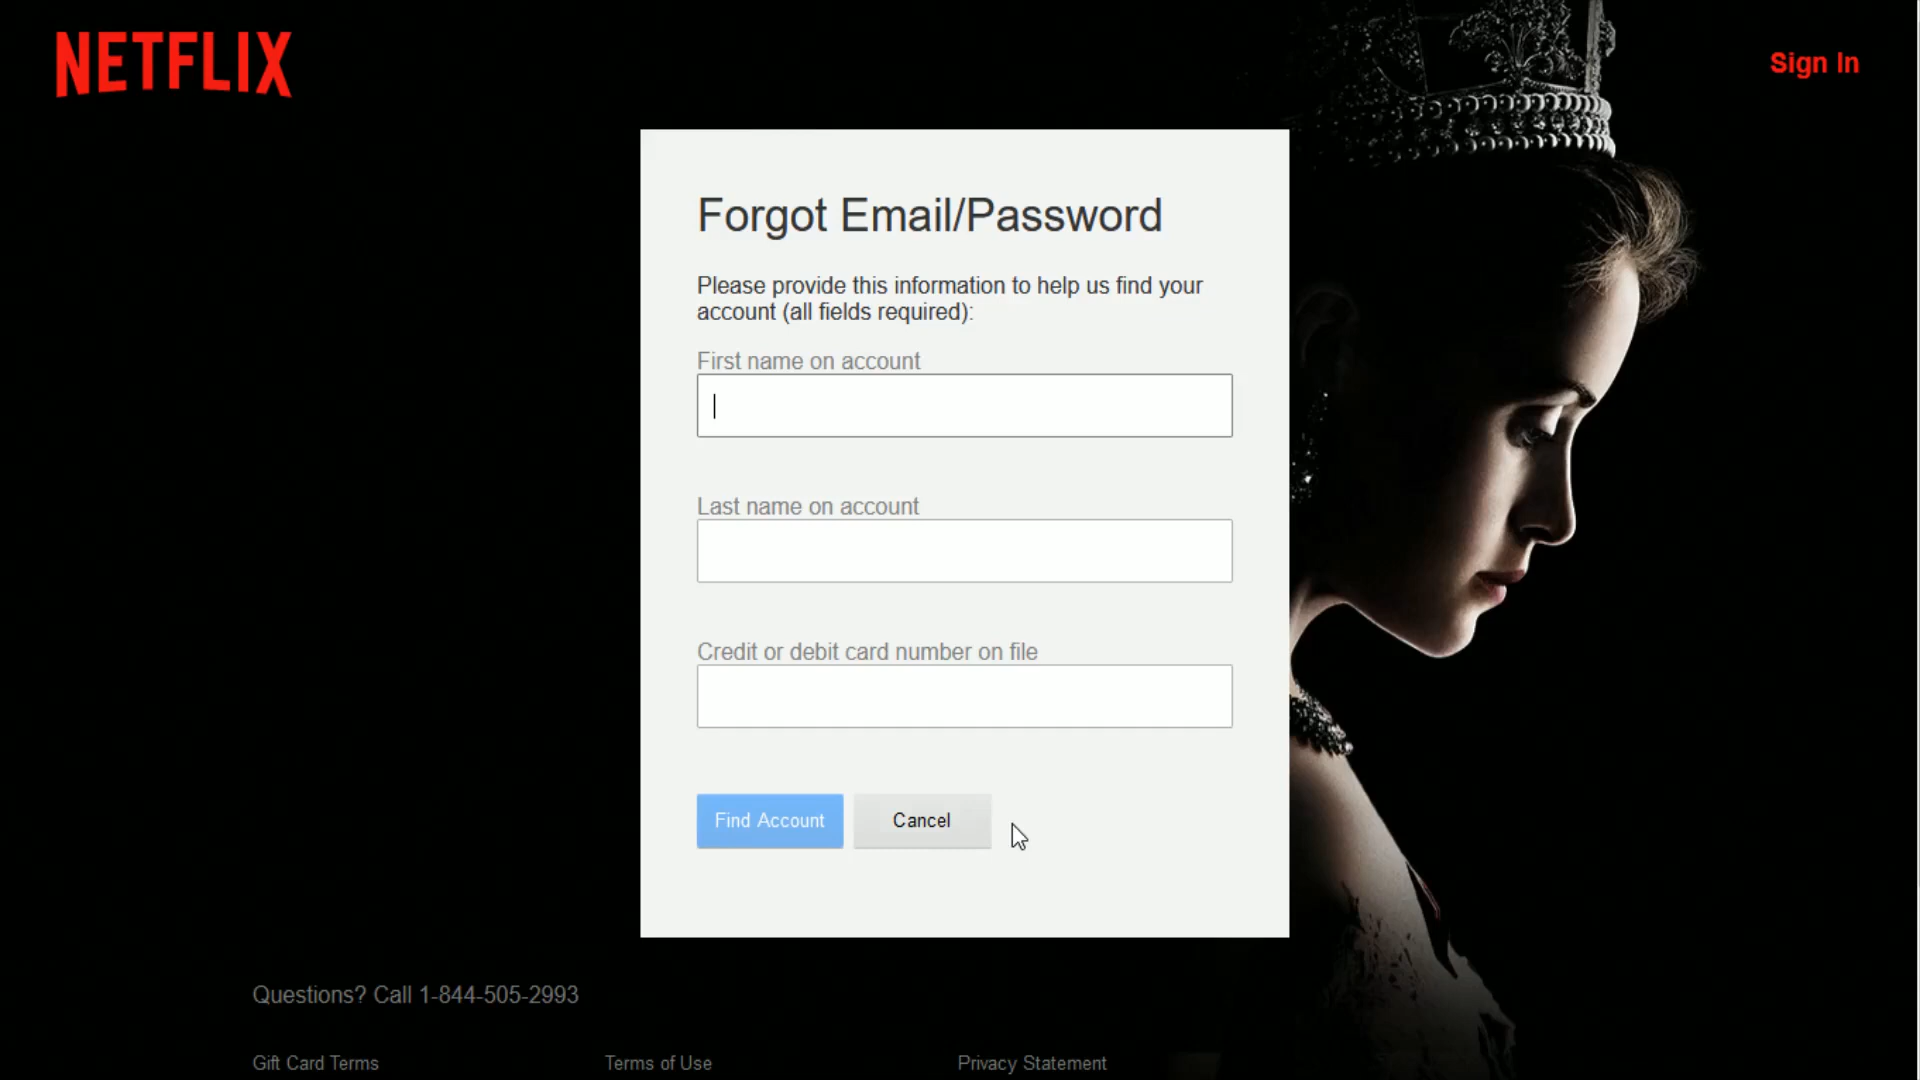 NETFLIX
Sign In
Forgot Email/Password
Please provide this information to help us find your
account (all fields required):
First name on account
Last name on account
Credit or debit card number on file
Find Account
Cancel
Questions? Call 1-844-505-2993
Gift Card Terms
Terms of Use
Privacy Statement